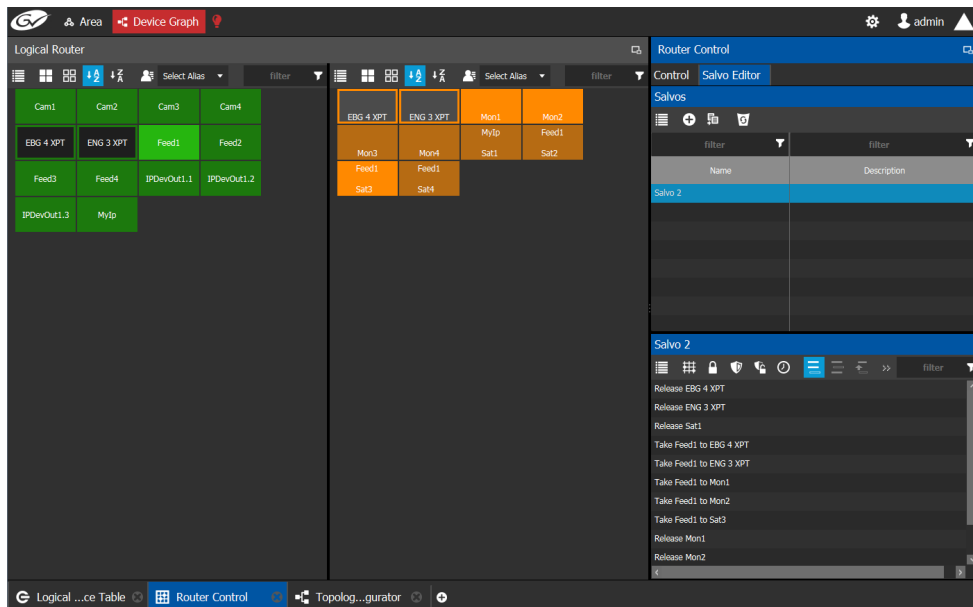 Area
Device Graph
admin
Logical Router
Select Alias
filter
Cam1
Cam2
Cam3
Cam4
EBG 4 XPT
ENG 3 XPT
Feed1
Feed2
Feed3
Feed4
IPDevOut1.1
IPDevOut1.2
IPDevOut1.3
MyIp
Select Alias
filter
EBG 4 XPT
ENG 3 XPT
Mon1
Mon2
Mon3
Mon4
MyIp
Sat1
Feed1
Sat2
Feed1
Sat3
Feed1
Sat4
Router Control
Control
Salvo Editor
Salvos
filter
filter
Name
Description
Salvo 2
Salvo 2
filter
Release EBG 4 XPT
Release ENG 3 XPT
Release Sat1
Take Feed1 to EBG 4 XPT
Take Feed1 to ENG 3 XPT
Take Feed1 to Mon1
Take Feed1 to Mon2
Take Feed1 to Sat3
Release Mon1
Release Mon2
Logical ...ce Table
Router Control
Topolog...gurator